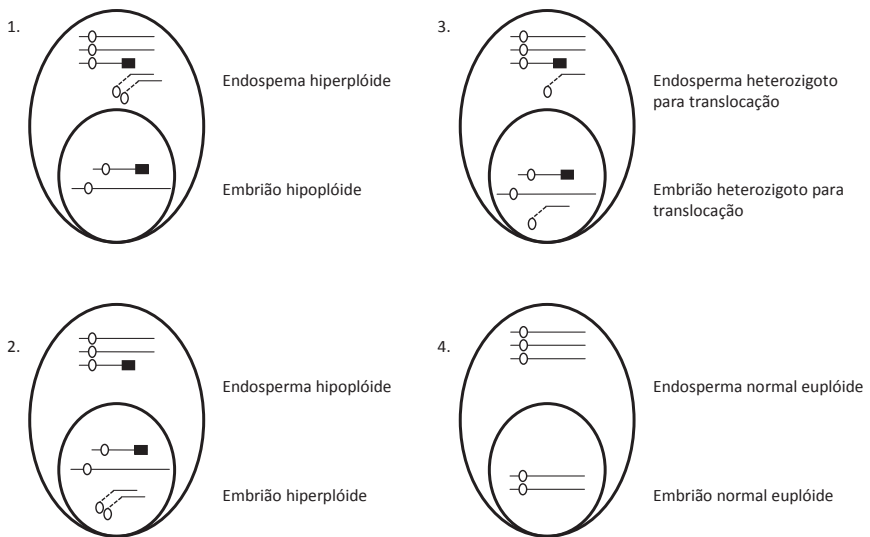 1.
Endospema hiperplóide
Embrião hipoplóide
2.
Endosperma hipoplóide
Embrião hiperplóide
3.
Endosperma heterozigoto
para translocação
Embrião heterozigoto para
translocação
4.
Endosperma normal euplóide
Embrião normal euplóide